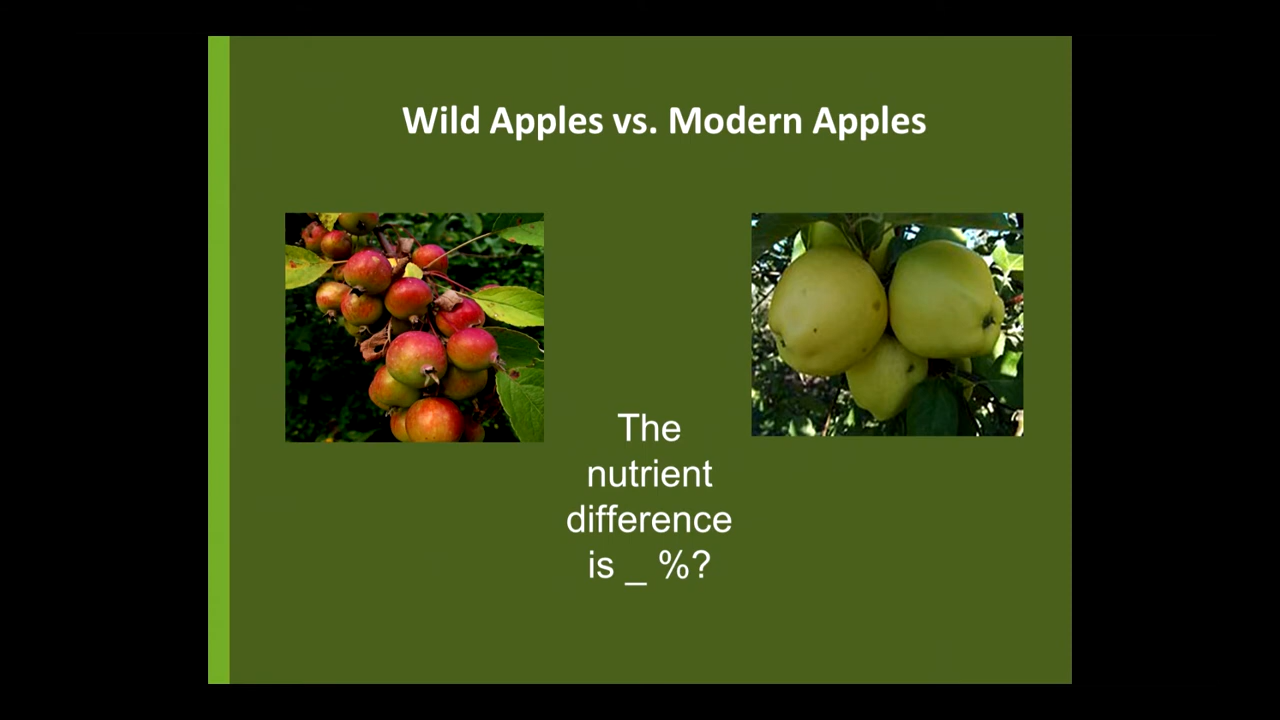 Wild Apples vs. Modern Apples
The
nutrient
difference
is _ %?